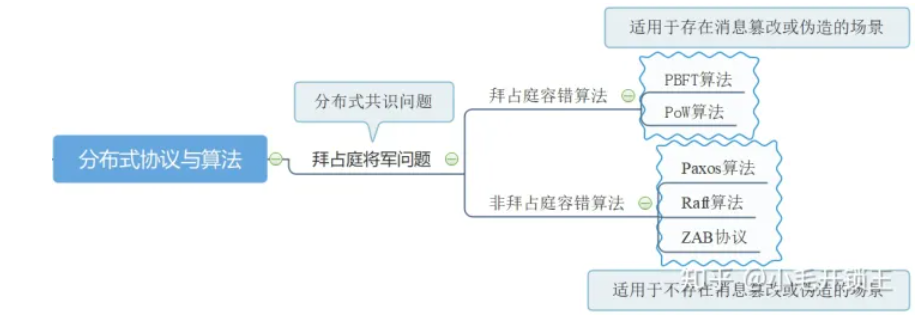 适用于存在消息篡改或伪造的场景
PBFT算法
拜占庭容错算法
PoW算法
分布式共识问题
分布式协议与算法
拜占庭将军问题
Paxos算法
非拜占庭容错算法
Raft算法
ZAB协议
知乎 @小毛开锁王
适用于不存在消息篡改或伪造的场景